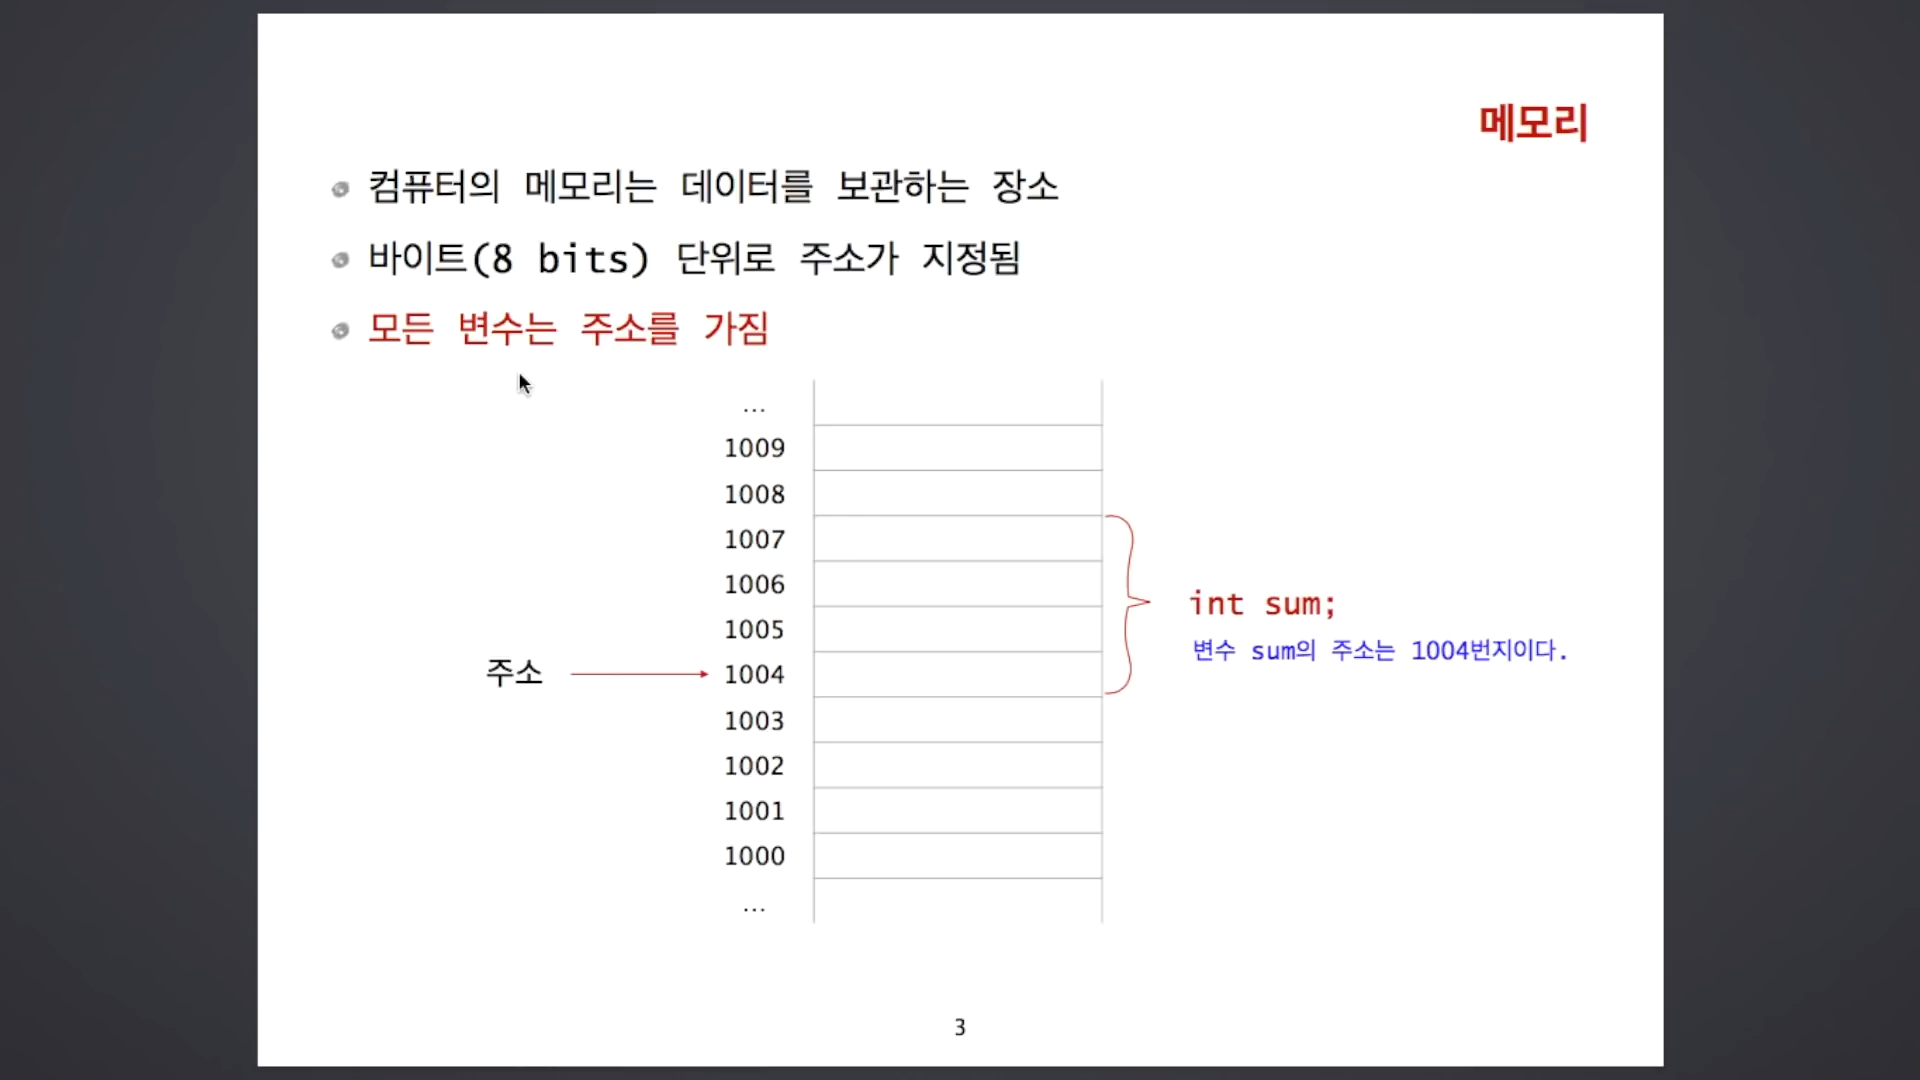 메모리
컴퓨터의 메모리는 데이터를 보관하는 장소
바이트(8 bits) 단위로 주소가 지정됨
모든 변수는 주소를 가짐
...
1009
1008
1007
1006
1005
주소
1004
1003
1002
1001
1000
...
int sum;
변수 sum의 주소는 1004번지이다.
3